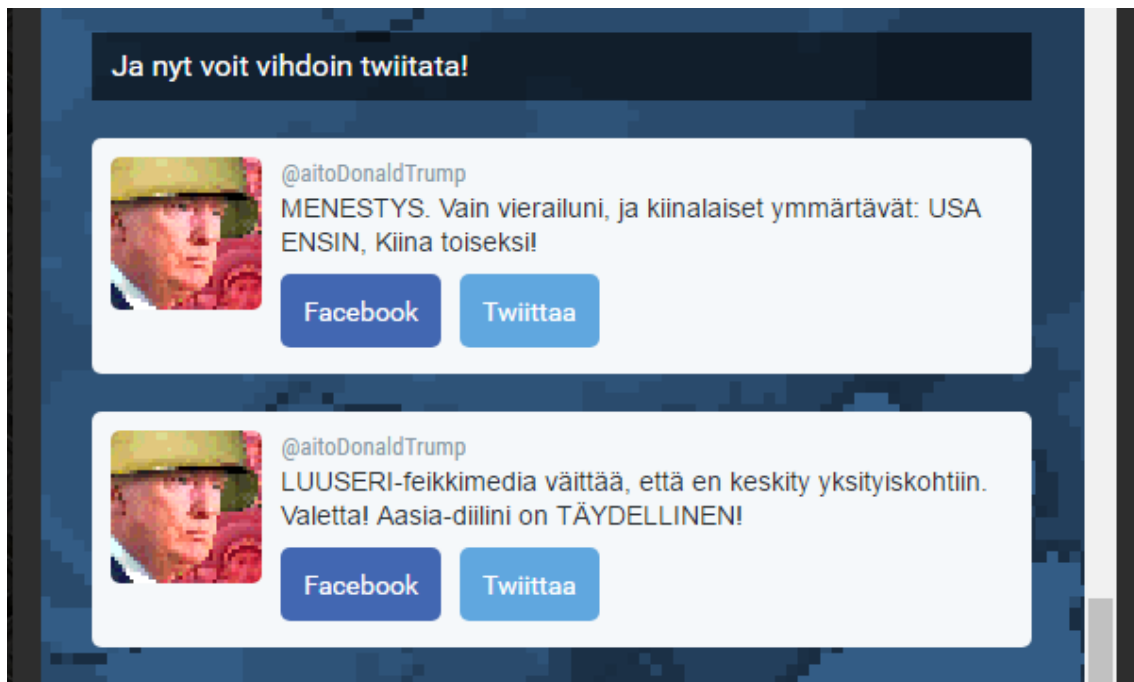 Ja nyt voit vihdoin twiitata!
@aitoDonaldTrump
MENESTYS. Vain vierailuni, ja kiinalaiset ymmärtävät: USA
ENSIN, Kiina toiseksi!
Facebook Twiittaa
@aitoDonaldTrump
LUUSERI-feikkimedia väittää, että en keskity yksityiskohtiin.
Valetta! Aasia-diilini on TÄYDELLINEN!
Facebook Twiittaa